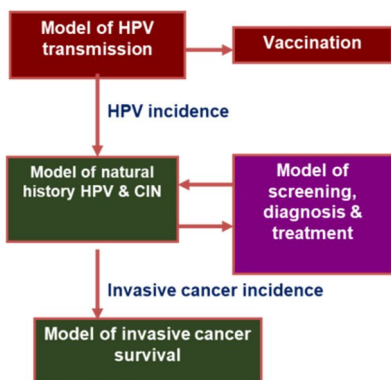 Model of HPV
transmission
Vaccination
HPV incidence
Model of natural
history HPV & CIN
Model of
screening,
diagnosis &
treatment
Invasive cancer incidence
Model of invasive cancer
survival